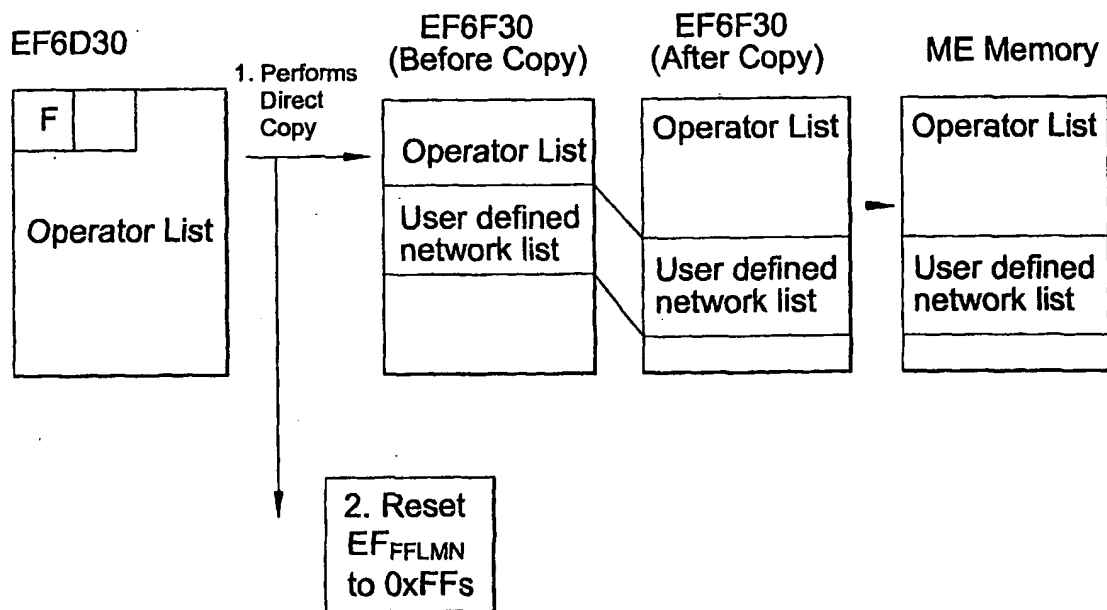 EF6D30
F
Operator List
1. Performs
Direct
Copy
EF6F30
(Before Copy)
Operator List
User defined
network list
EF6F30
(After Copy)
Operator List
User defined
network list
ME Memory
Operator List
User defined
network list
2. Reset
EFFFLMN
to 0xFFs